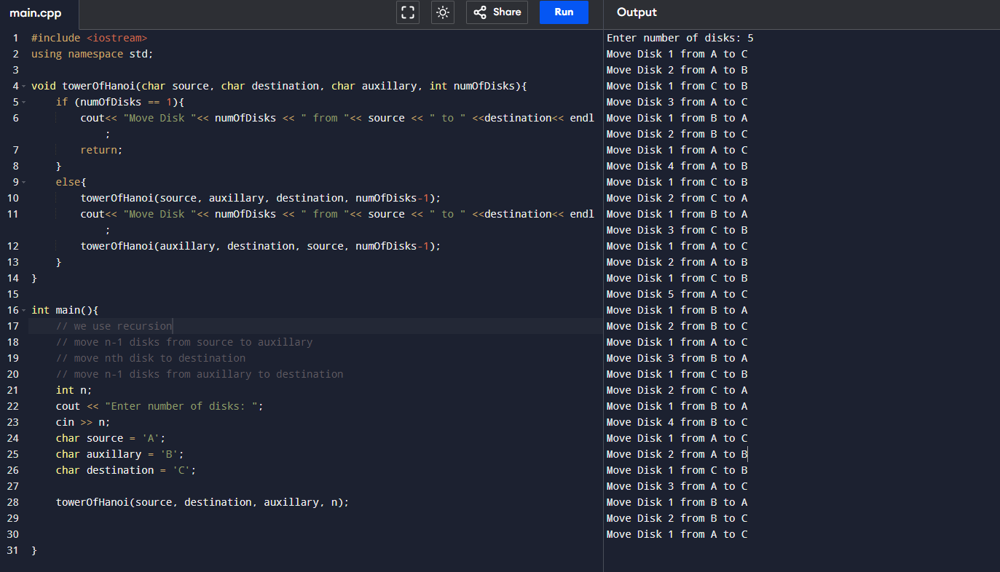 main.cpp
Share
Run
Output
1 #include <iostream>
2 using namespace std;
3
4 void towerOfHanoi(char source, char destination, char auxillary, int numOfDisks){
5     if (numOfDisks == 1){
6         cout<< "Move Disk "<< numOfDisks << " from "<< source << " to " <<destination<< endl
;
7         return;
8     }
9     else{
10         towerOfHanoi(source, auxillary, destination, numOfDisks-1);
11         cout<< "Move Disk "<< numOfDisks << " from "<< source << " to " <<destination<< endl
;
12         towerOfHanoi(auxillary, destination, source, numOfDisks-1);
13     }
14 }
15
16 int main(){
17     // we use recursion
18     // move n-1 disks from source to auxillary
19     // move nth disk to destination
20     // move n-1 disks from auxillary to destination
21     int n;
22     cout << "Enter number of disks: ";
23     cin >> n;
24     char source = 'A';
25     char auxillary = 'B';
26     char destination = 'C';
27
28     towerOfHanoi(source, destination, auxillary, n);
29
30
31 }
Enter number of disks: 5
Move Disk 1 from A to C
Move Disk 2 from A to B
Move Disk 1 from C to B
Move Disk 3 from A to C
Move Disk 1 from B to A
Move Disk 2 from B to C
Move Disk 1 from A to C
Move Disk 4 from A to B
Move Disk 1 from C to B
Move Disk 2 from C to A
Move Disk 1 from B to A
Move Disk 3 from C to B
Move Disk 1 from A to C
Move Disk 2 from A to B
Move Disk 1 from C to B
Move Disk 5 from A to C
Move Disk 1 from B to A
Move Disk 2 from B to C
Move Disk 1 from A to C
Move Disk 3 from B to A
Move Disk 1 from C to B
Move Disk 2 from C to A
Move Disk 1 from B to A
Move Disk 4 from B to C
Move Disk 1 from A to C
Move Disk 2 from A to B
Move Disk 1 from C to B
Move Disk 3 from A to C
Move Disk 1 from B to A
Move Disk 2 from B to C
Move Disk 1 from A to C